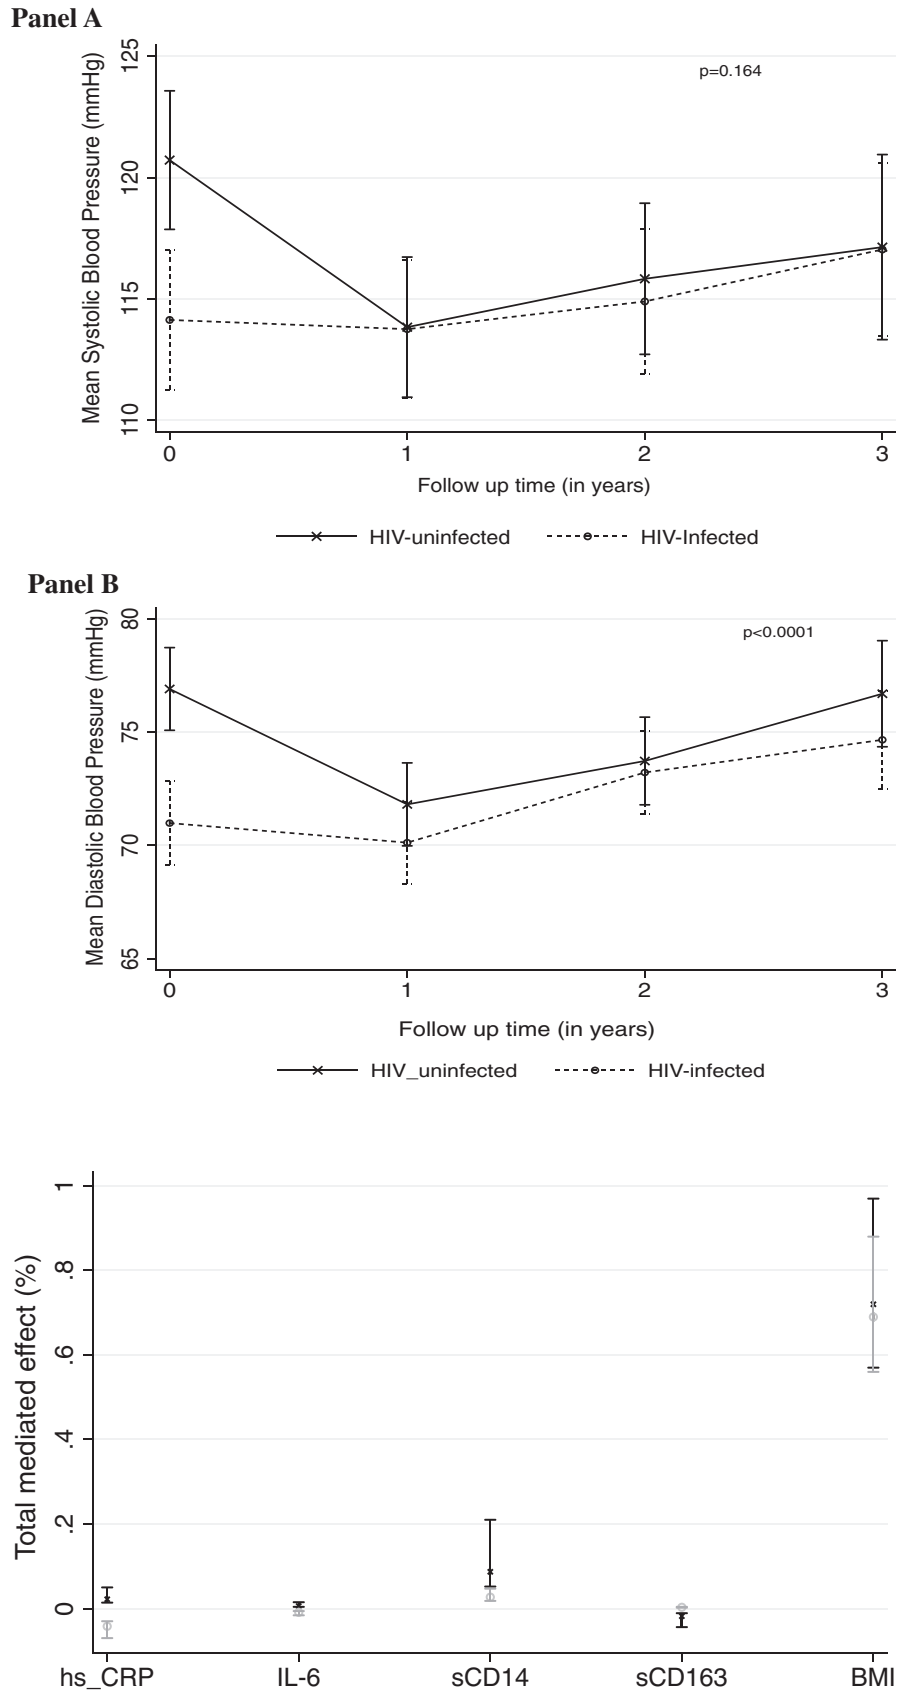 Panel A
Mean Systolic Blood Pressure (mmHg)
125
120
115
110
p=0.164
0 1 2 3
Follow up time (in years)
HIV-uninfected HIV-Infected
Panel B
Mean Diastolic Blood Pressure (mmHg)
80
75
70
65
p<0.0001
0 1 2 3
Follow up time (in years)
HIV_uninfected HIV-infected
Total mediated effect (%)
1
.8
.6
.4
.2
0
hs_CRP IL-6 sCD14 sCD163 BMI